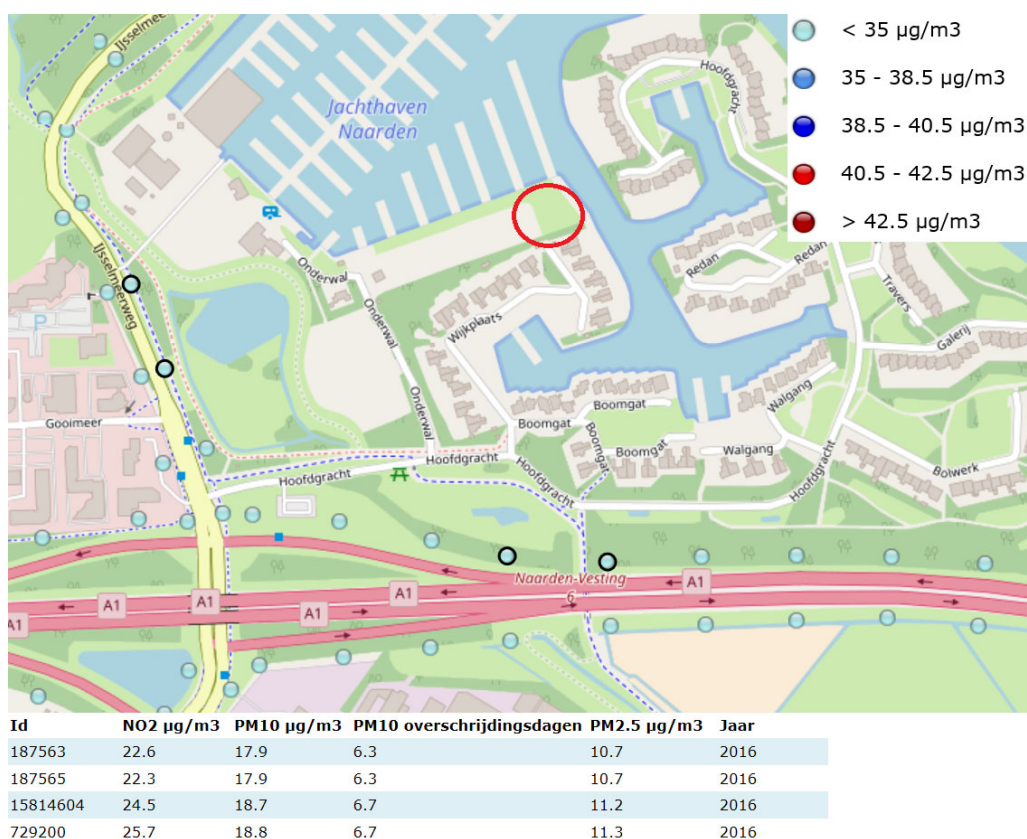 < 35 µg/m3
35 - 38.5 µg/m3
38.5 - 40.5 µg/m3
40.5 - 42.5 µg/m3
> 42.5 µg/m3
IJsselmeerweg
Jachthaven
Naarden
Hoofdgracht
Redan
Redan
Travers
Galerij
Onderwal
Onderwal
Wijkplaats
IJsselmeerweg
P
Gooimeer
Onderwal
Boomgat
Boomgat
Boomgat
Boomgat
Walgang
Walgang
Bolwerk
Hoofdgracht
Hoofdgracht
Hoofdgracht
Hoofdgracht
Naarden-Vesting
6
A1
A1
A1
A1
A1
A1
A1
Id NO2 µg/m3 PM10 µg/m3 PM10 overschrijdingsdagen PM2.5 µg/m3 Jaar
187563 22.6 17.9 6.3 10.7 2016
187565 22.3 17.9 6.3 10.7 2016
15814604 24.5 18.7 6.7 11.2 2016
729200 25.7 18.8 6.7 11.3 2016